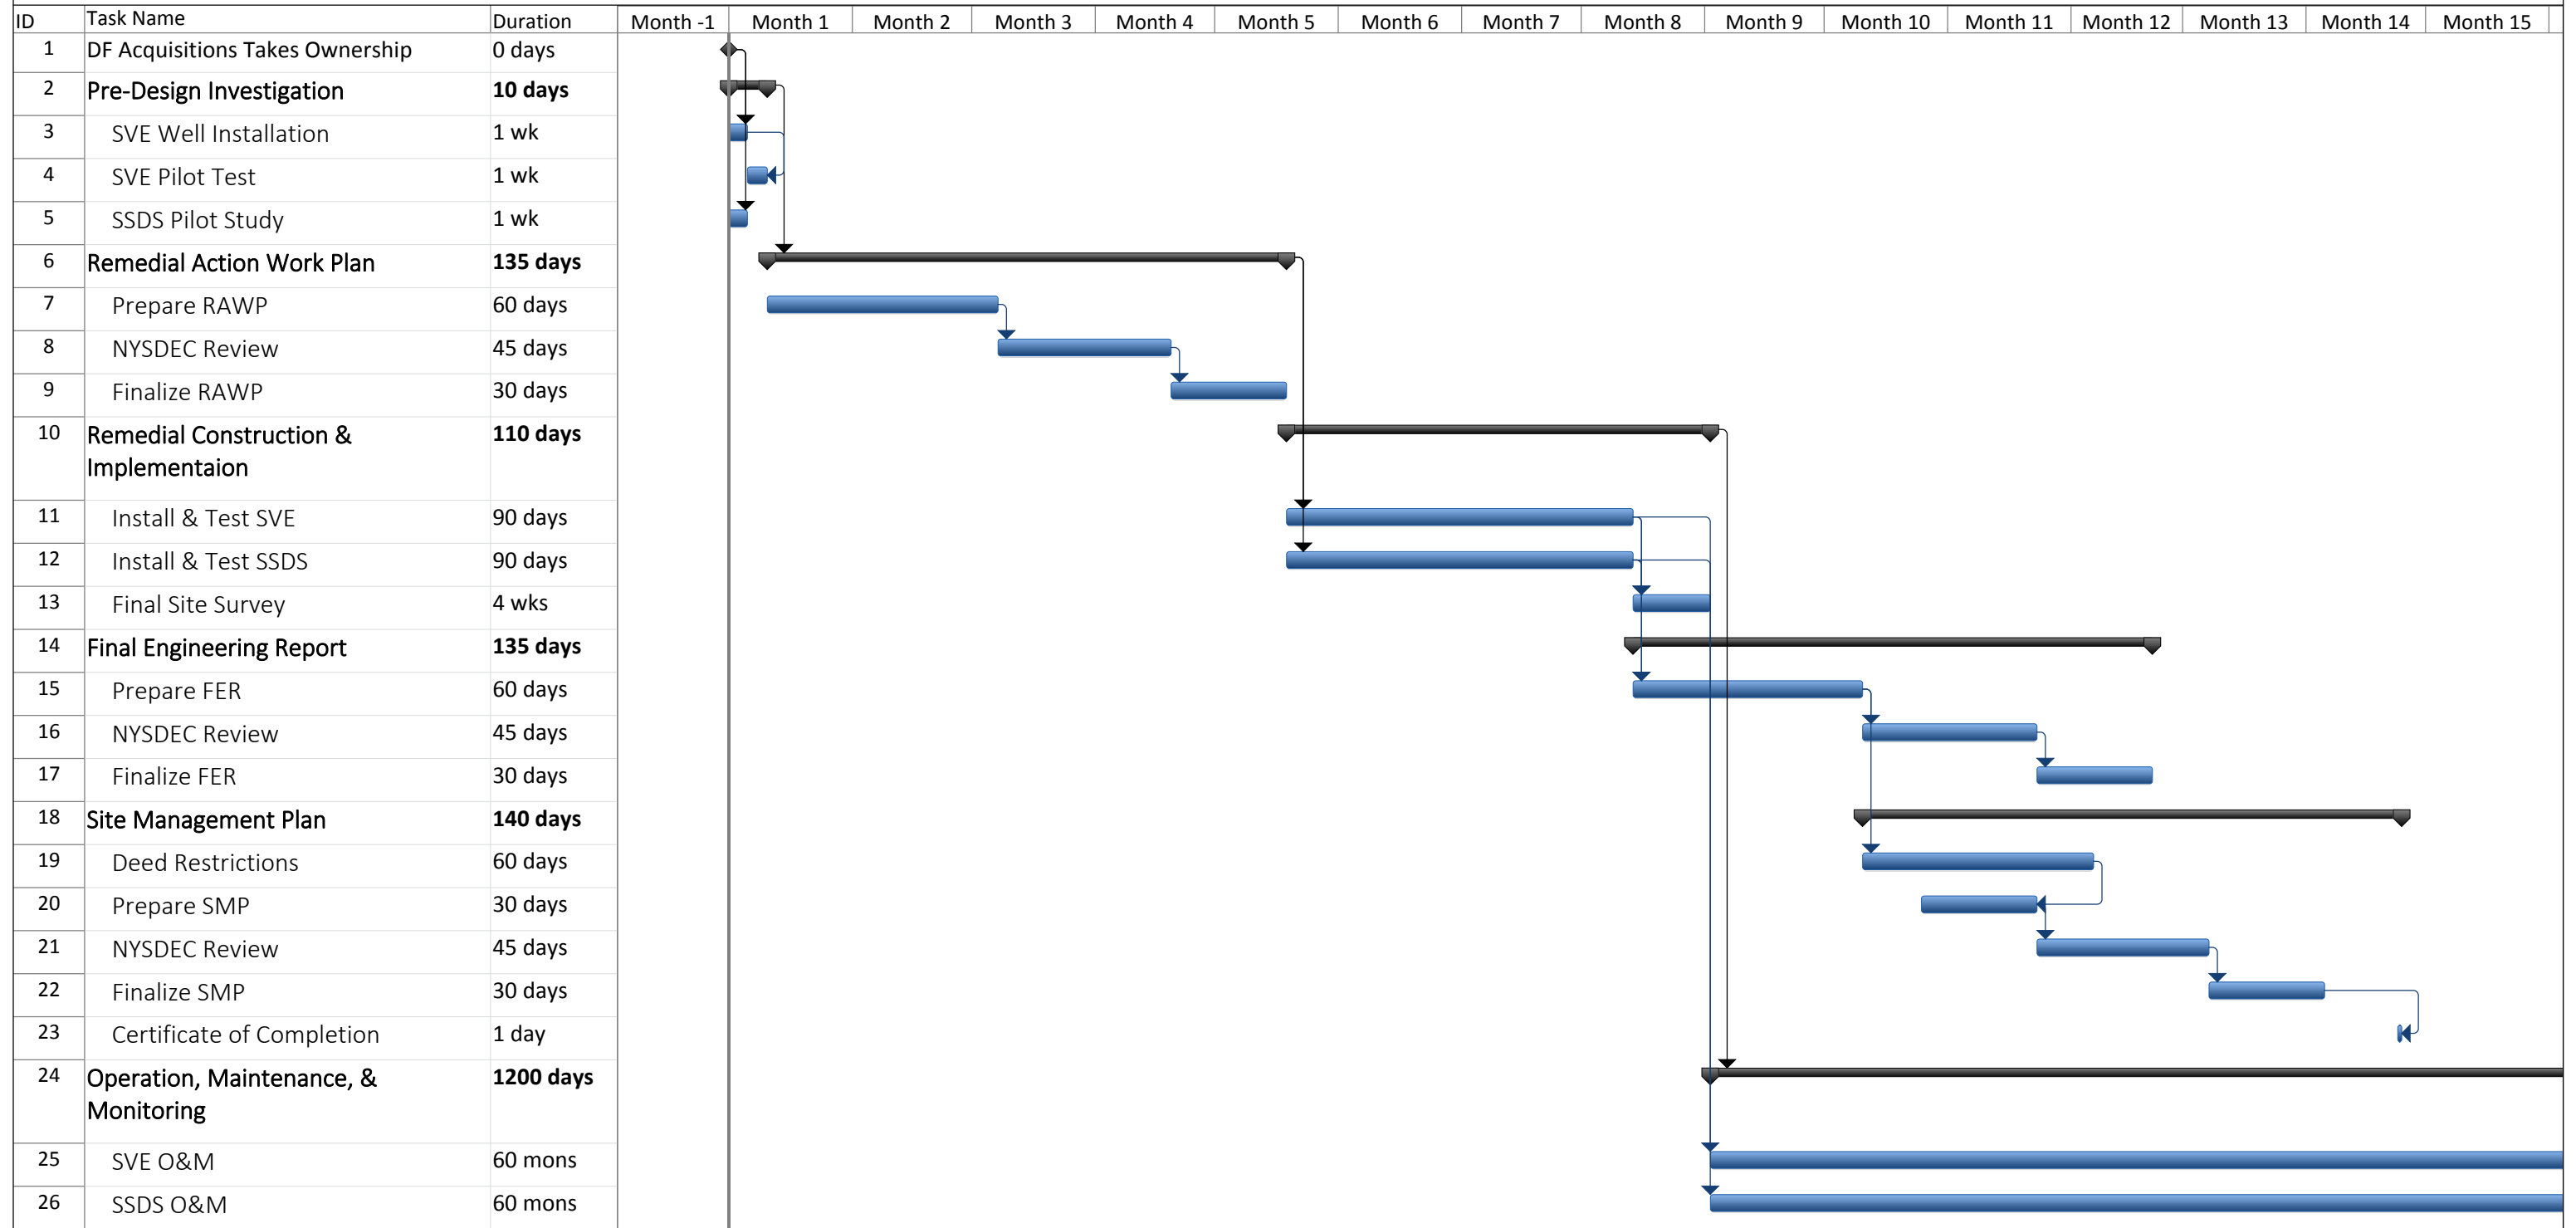 ID Task Name Duration Month -1 Month 1 Month 2 Month 3 Month 4 Month 5 Month 6 Month 7 Month 8 Month 9 Month 10 Month 11 Month 12 Month 13 Month 14 Month 15
1 DF Acquisitions Takes Ownership 0 days
2 Pre-Design Investigation 10 days
3 SVE Well Installation 1 wk
4 SVE Pilot Test 1 wk
5 SSDS Pilot Study 1 wk
6 Remedial Action Work Plan 135 days
7 Prepare RAWP 60 days
8 NYSDEC Review 45 days
9 Finalize RAWP 30 days
10 Remedial Construction & 110 days
Implementaion
11 Install & Test SVE 90 days
12 Install & Test SSDS 90 days
13 Final Site Survey 4 wks
14 Final Engineering Report 135 days
15 Prepare FER 60 days
16 NYSDEC Review 45 days
17 Finalize FER 30 days
18 Site Management Plan 140 days
19 Deed Restrictions 60 days
20 Prepare SMP 30 days
21 NYSDEC Review 45 days
22 Finalize SMP 30 days
23 Certificate of Completion 1 day
24 Operation, Maintenance, & 1200 days
Monitoring
25 SVE O&M 60 mons
26 SSDS O&M 60 mons